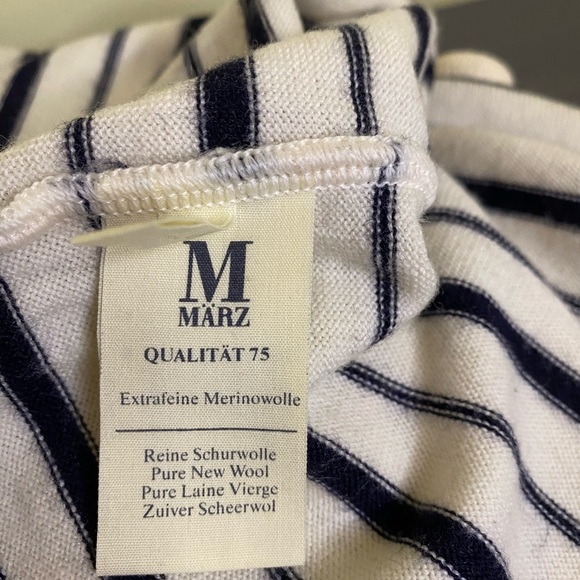 M
MÄRZ
QUALITÄT 75
Extrafeine Merinowolle
Reine Schurwolle
Pure New Wool
Pure Laine Vierge
Zuiver Scheerwol